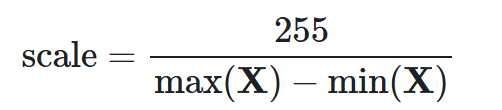 scale = 255 / (max(X) − min(X))